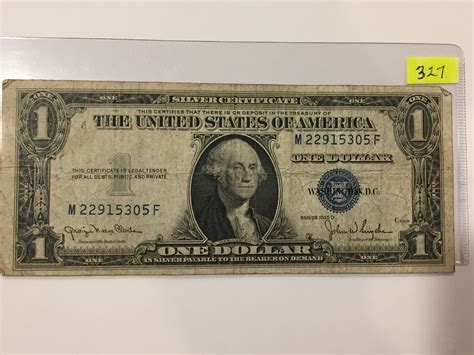 327
ONE SILVER CERTIFICATE ONE
THIS CERTIFIES THAT THERE IS ON DEPOSIT IN THE TREASURY OF
1 THE UNITED STATES OF AMERICA 1
M 22915305 F
ONE DOLLAR
THIS CERTIFICATE IS LEGAL TENDER
FOR ALL DEBTS, PUBLIC AND PRIVATE
WASHINGTON, D.C.
M 22915305 F
SERIES 1935 D
1 ONE DOLLAR 1
IN SILVER PAYABLE TO THE BEARER ON DEMAND
ONE ONE